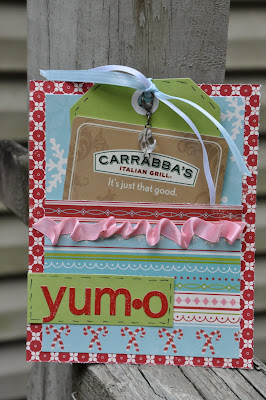 CARRABBA'S
ITALIAN GRILL
It's just that good.
yum•o